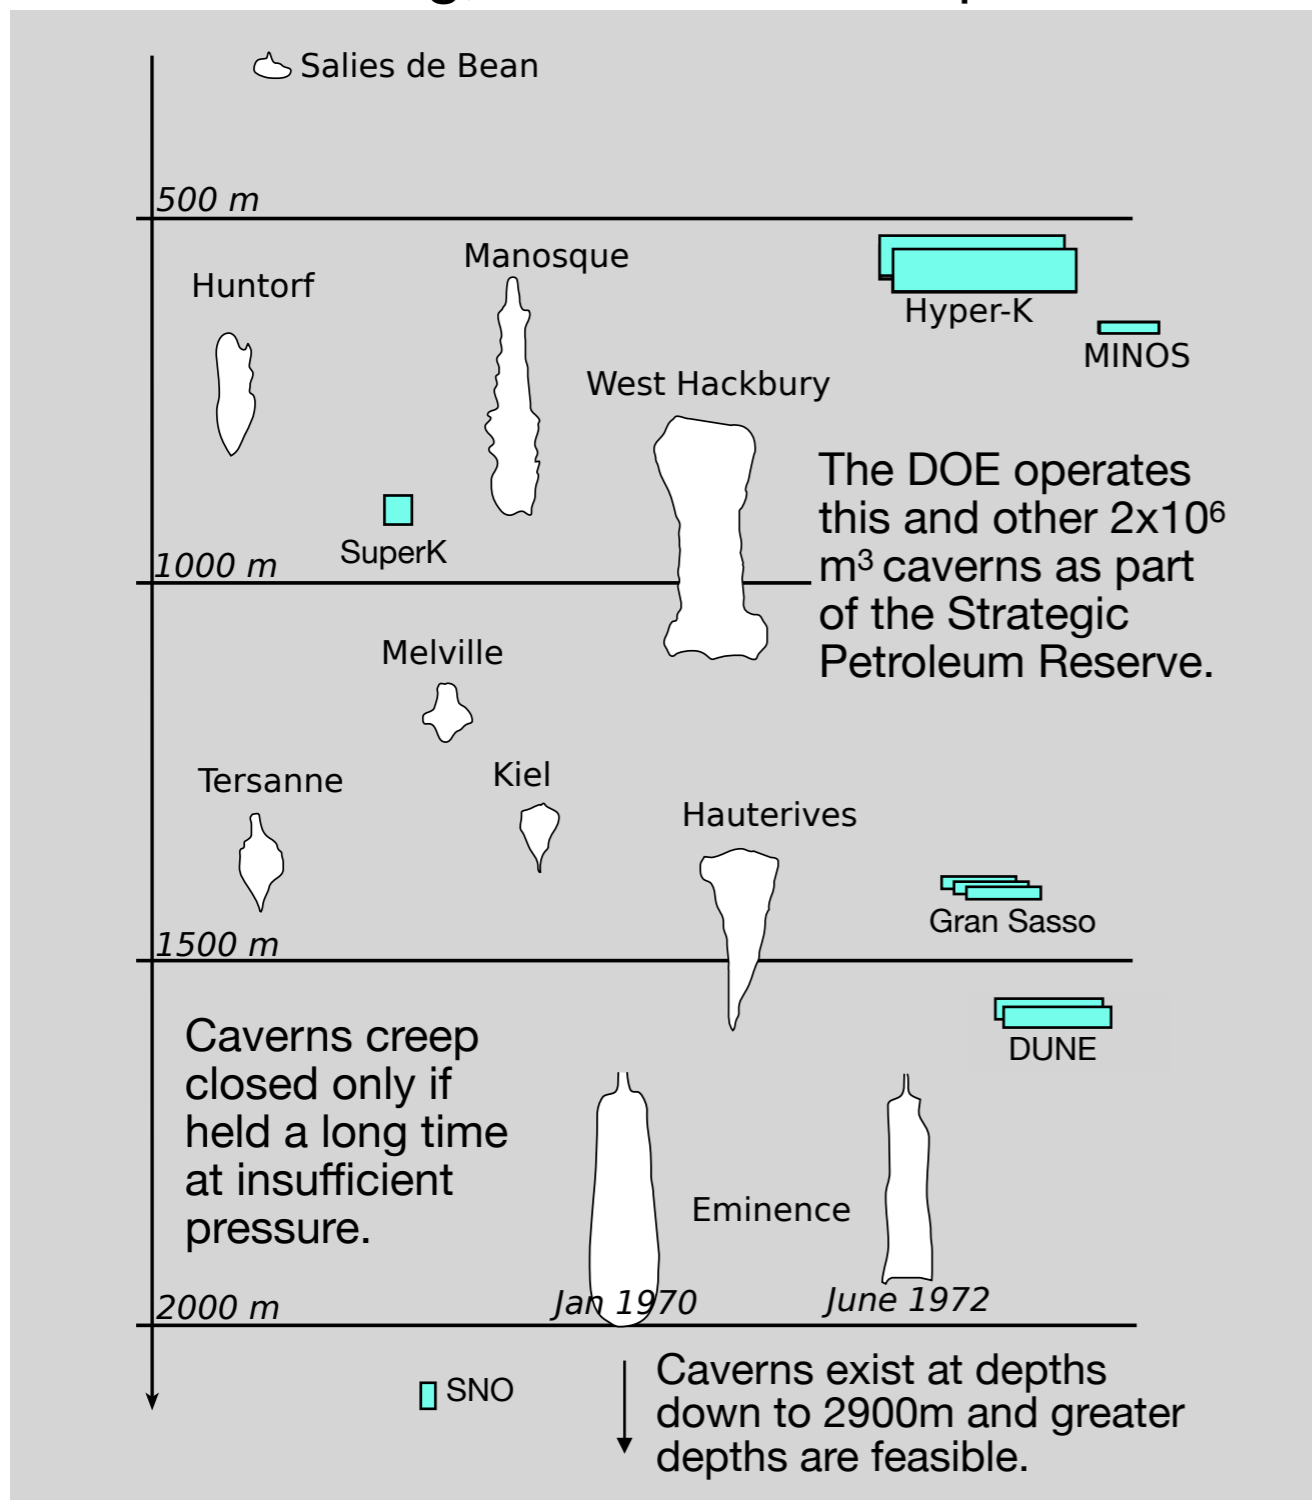 Salies de Bean
500 m
Manosque
Huntorf
Hyper-K
MINOS
West Hackbury
The DOE operates
this and other 2x10⁶
m³ caverns as part
of the Strategic
Petroleum Reserve.
SuperK
1000 m
Melville
Kiel
Tersanne
Hauterives
Gran Sasso
1500 m
Caverns creep
closed only if
held a long time
at insufficient
pressure.
DUNE
Eminence
Jan 1970
June 1972
2000 m
SNO
Caverns exist at depths
down to 2900m and greater
depths are feasible.